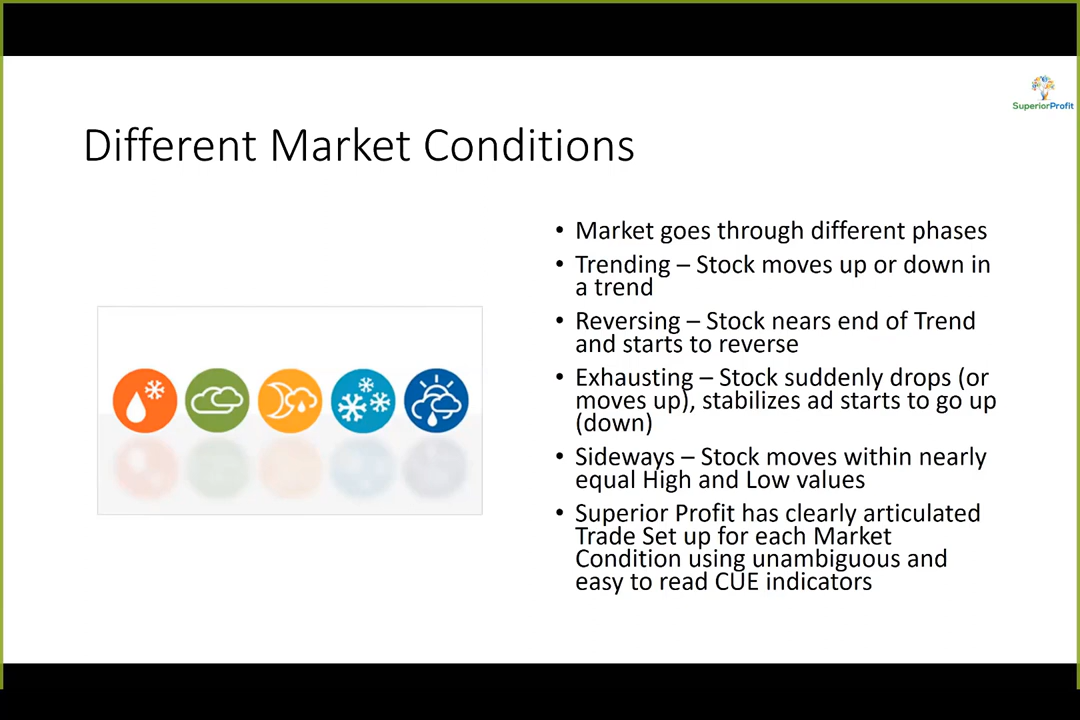 SuperiorProfit
Different Market Conditions
• Market goes through different phases
• Trending – Stock moves up or down in
a trend
• Reversing – Stock nears end of Trend
and starts to reverse
• Exhausting – Stock suddenly drops (or
moves up), stabilizes ad starts to go up
(down)
• Sideways – Stock moves within nearly
equal High and Low values
• Superior Profit has clearly articulated
Trade Set up for each Market
Condition using unambiguous and
easy to read CUE indicators